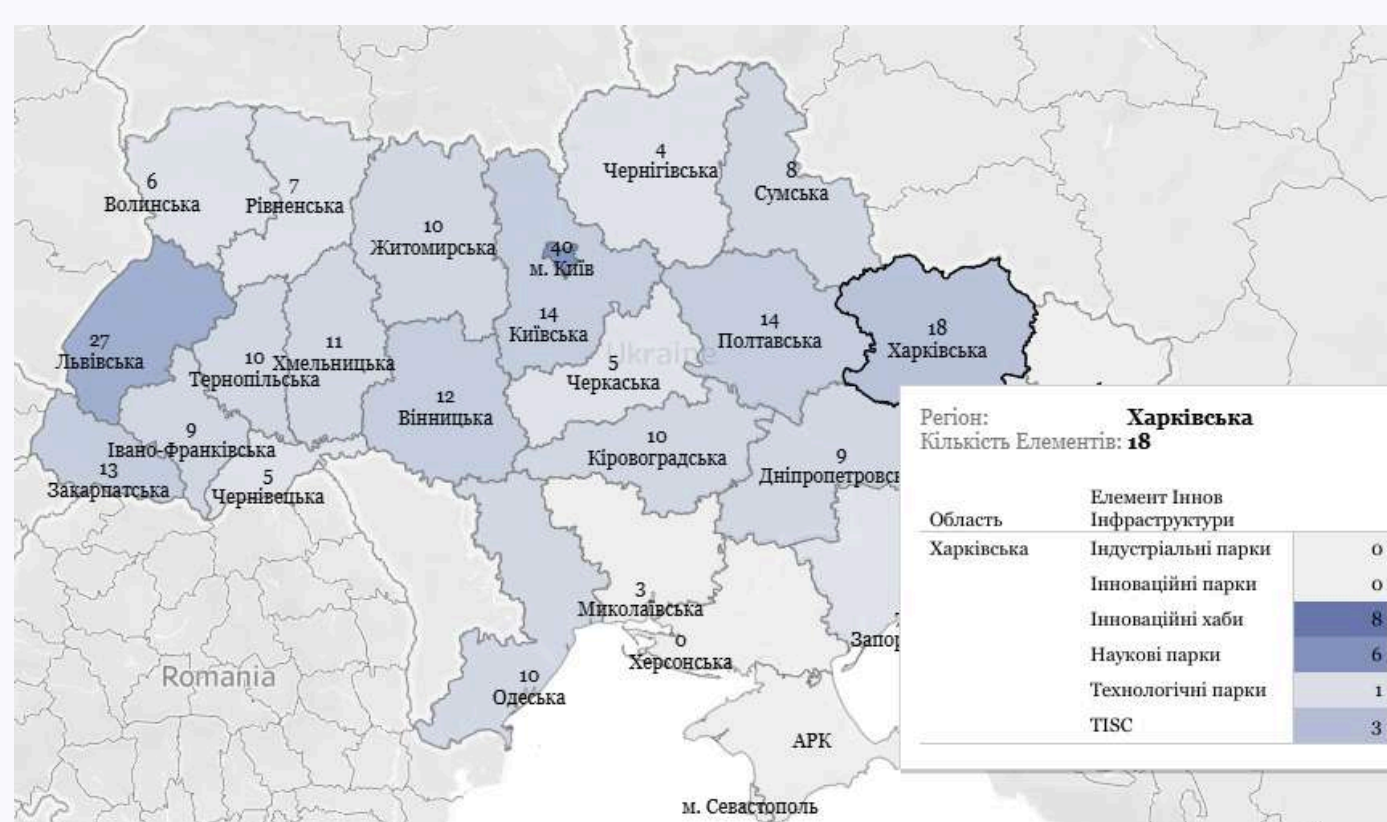 4
Чернігівська
8
Сумська
6
Волинська
7
Рівненська
10
Житомирська
40
м. Київ
14
Київська
14
Полтавська
18
Харківська
27
Львівська
10
Тернопільська
11
Хмельницька
Ukraine
5
Черкаська
12
Вінницька
9
Івано-Франківська
13
Закарпатська
5
Чернівецька
10
Кіровоградська
9
Дніпропетровсь
3
Миколаївська
0
Херсонська
Запор
10
Одеська
Romania
АРК
м. Севастополь
Регіон: Харківська
Кількість Елементів: 18
Область Елемент Іннов
Інфраструктури
Харківська Індустріальні парки 0
Інноваційні парки 0
Інноваційні хаби 8
Наукові парки 6
Технологічні парки 1
TISC 3